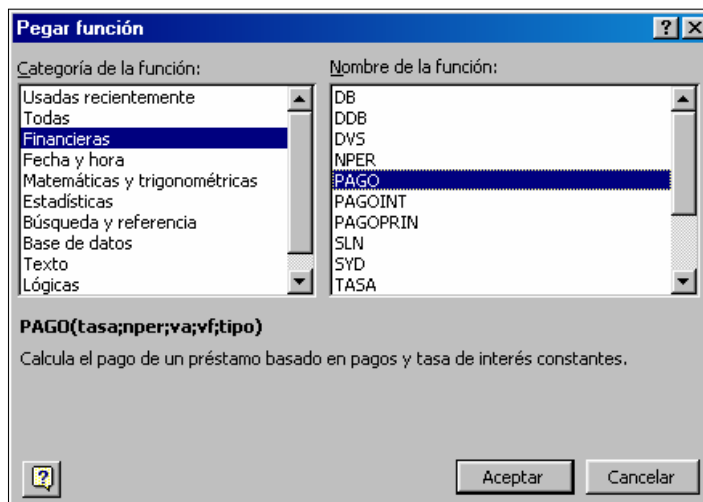 Pegar función
Categoría de la función:
Usadas recientemente
Todas
Financieras
Fecha y hora
Matemáticas y trigonométricas
Estadísticas
Búsqueda y referencia
Base de datos
Texto
Lógicas
Nombre de la función:
DB
DDB
DVS
NPER
PAGO
PAGOINT
PAGOPRIN
SLN
SYD
TASA
PAGO(tasa;nper;va;vf;tipo)
Calcula el pago de un préstamo basado en pagos y tasa de interés constantes.
Aceptar
Cancelar